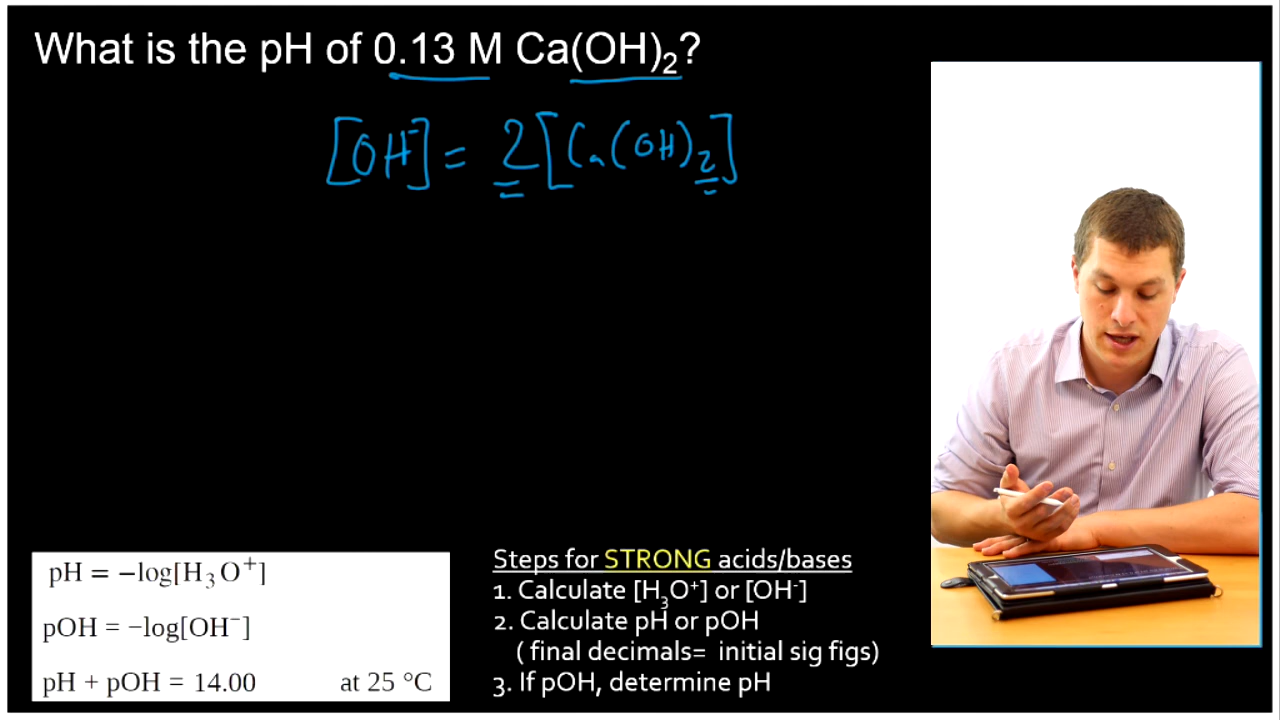 What is the pH of 0.13 M Ca(OH)₂?
[OH⁻] = 2[Ca(OH)₂]
pH = −log[H₃O⁺]
pOH = −log[OH⁻]
pH + pOH = 14.00 at 25 °C
Steps for STRONG acids/bases
1. Calculate [H₃O⁺] or [OH⁻]
2. Calculate pH or pOH
( final decimals= initial sig figs)
3. If pOH, determine pH